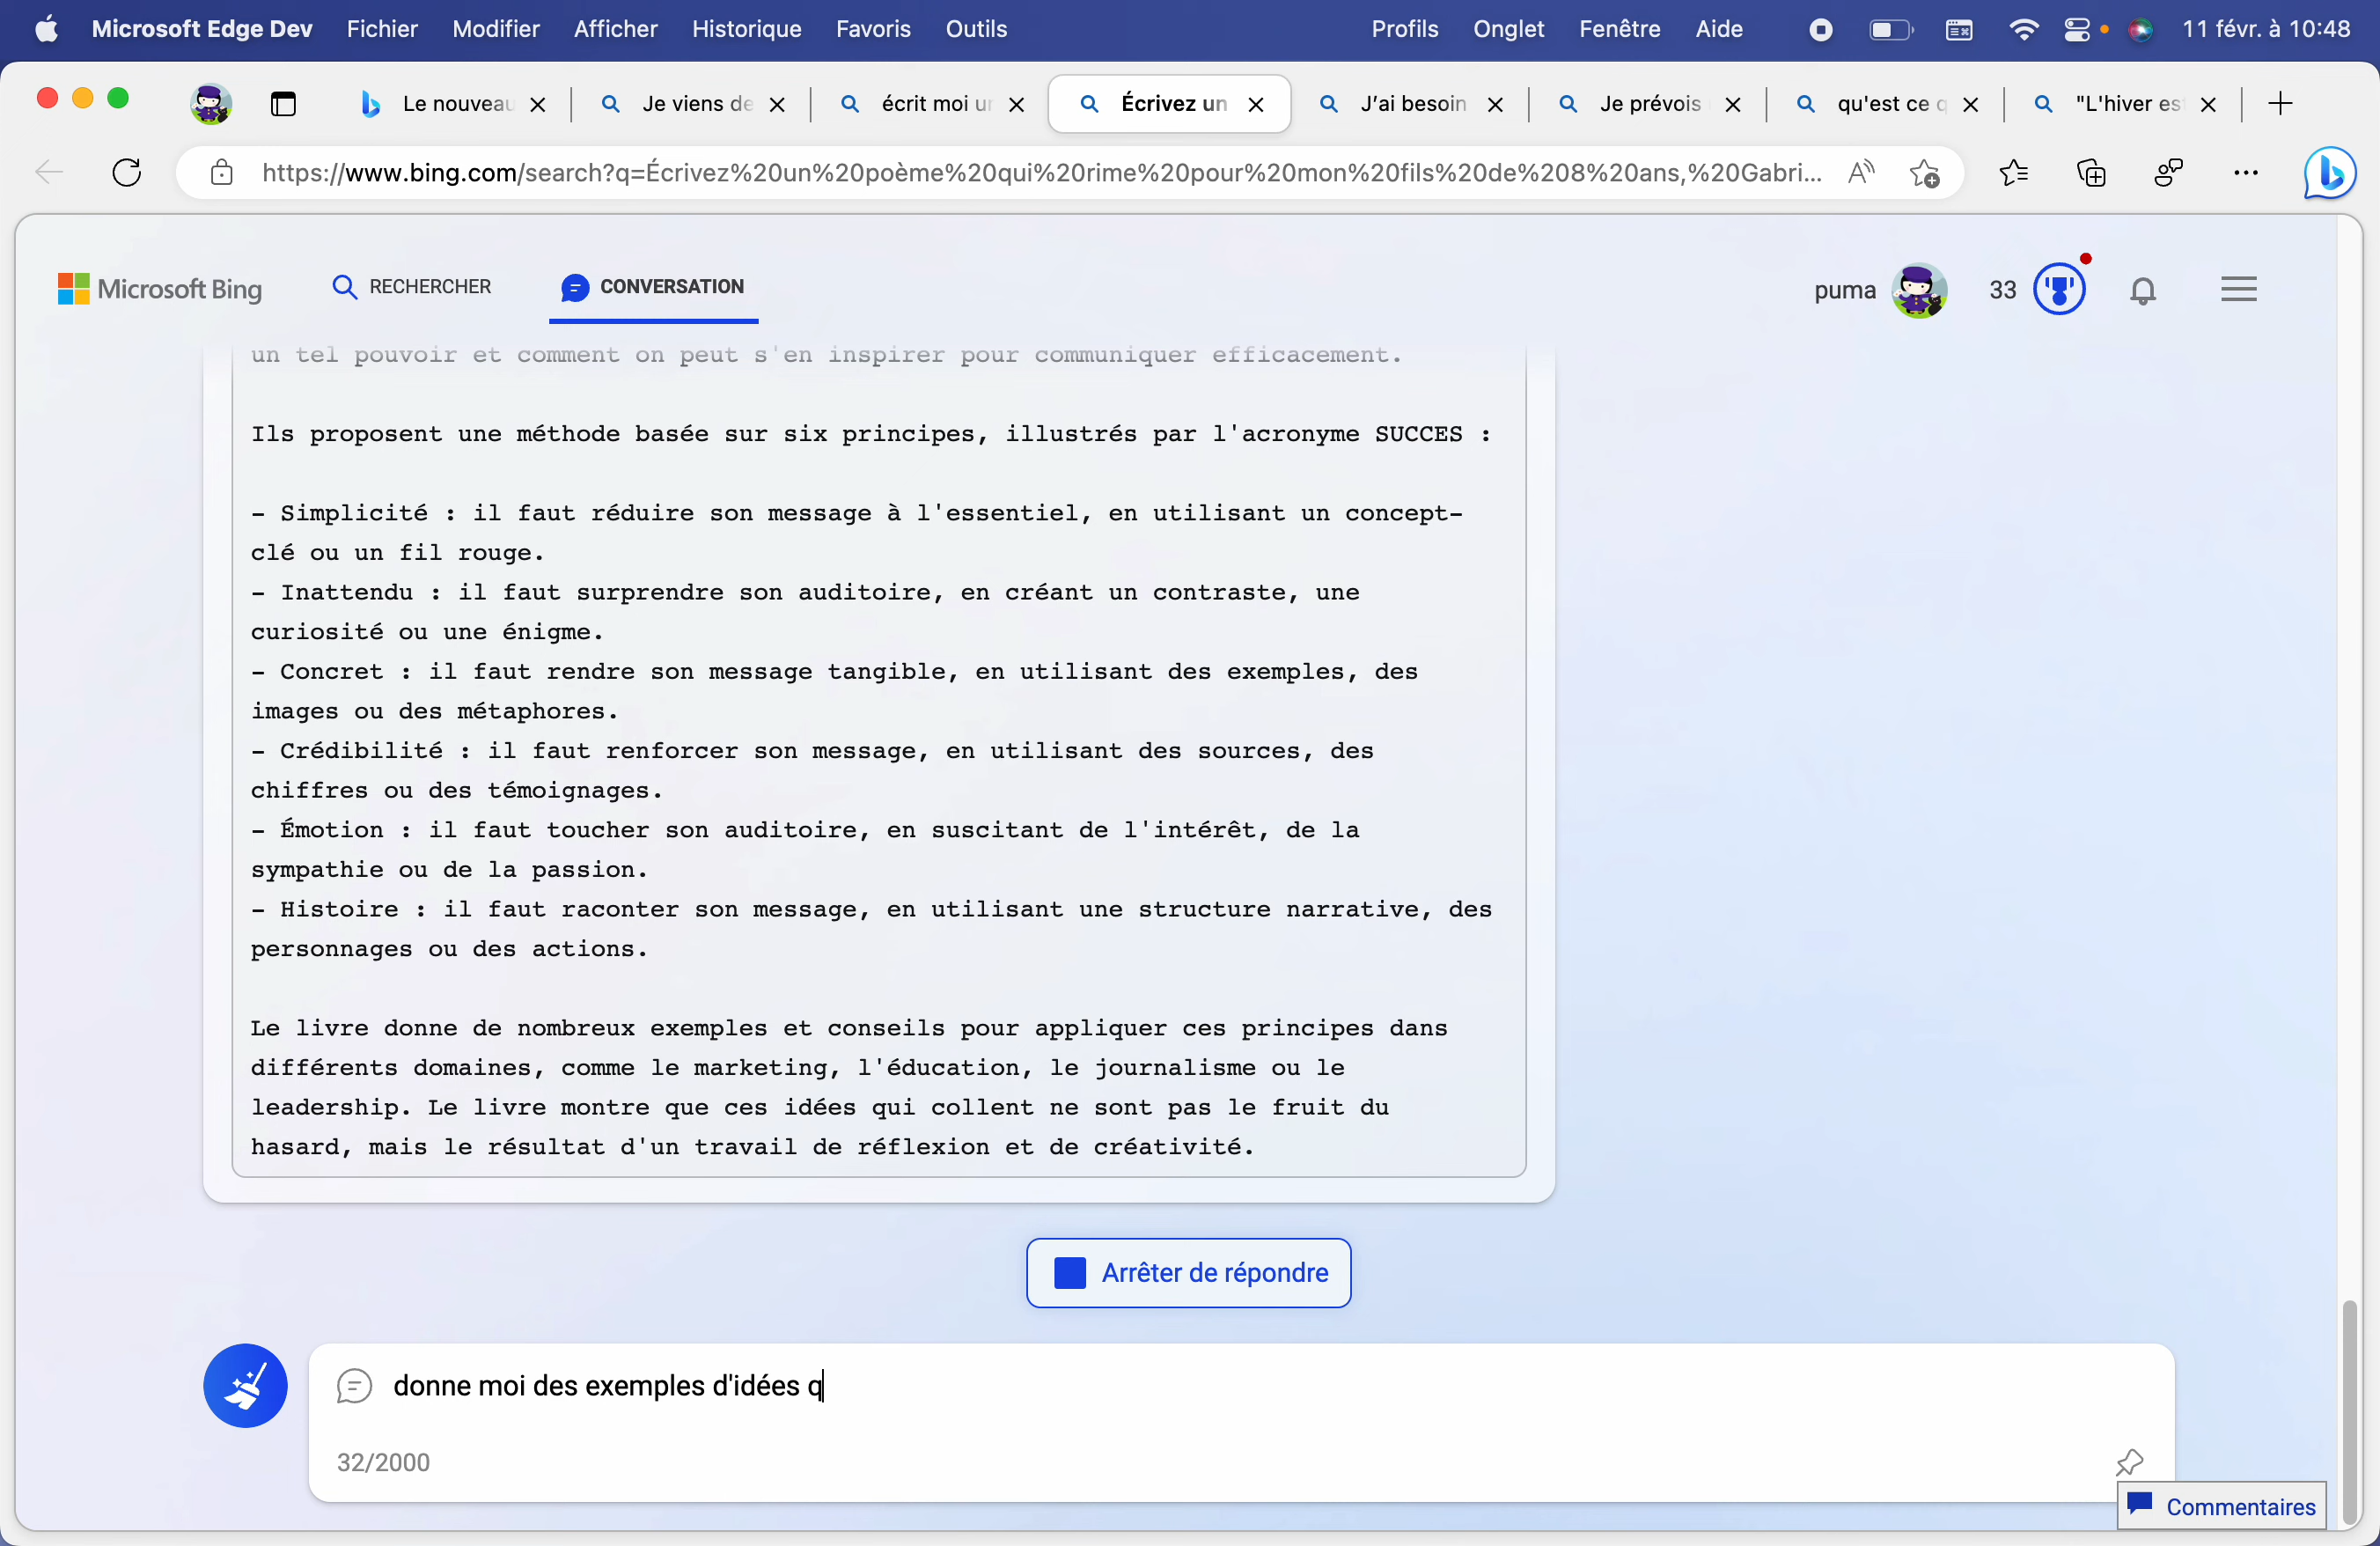 Microsoft Edge Dev Fichier Modifier Afficher Historique Favoris Outils Profils Onglet Fenêtre Aide 11 févr. à 10:48
Le nouveau Je viens de écrit moi un Écrivez un J'ai besoin Je prévois qu'est ce q "L'hiver es
https://www.bing.com/search?q=Écrivez%20un%20poème%20qui%20rime%20pour%20mon%20fils%20de%208%20ans,%20Gabri...
Microsoft Bing RECHERCHER CONVERSATION puma 33
un tel pouvoir et comment on peut s'en inspirer pour communiquer efficacement.
Ils proposent une méthode basée sur six principes, illustrés par l'acronyme SUCCES :
- Simplicité : il faut réduire son message à l'essentiel, en utilisant un concept-
clé ou un fil rouge.
- Inattendu : il faut surprendre son auditoire, en créant un contraste, une
curiosité ou une énigme.
- Concret : il faut rendre son message tangible, en utilisant des exemples, des
images ou des métaphores.
- Crédibilité : il faut renforcer son message, en utilisant des sources, des
chiffres ou des témoignages.
- Émotion : il faut toucher son auditoire, en suscitant de l'intérêt, de la
sympathie ou de la passion.
- Histoire : il faut raconter son message, en utilisant une structure narrative, des
personnages ou des actions.
Le livre donne de nombreux exemples et conseils pour appliquer ces principes dans
différents domaines, comme le marketing, l'éducation, le journalisme ou le
leadership. Le livre montre que ces idées qui collent ne sont pas le fruit du
hasard, mais le résultat d'un travail de réflexion et de créativité.
Arrêter de répondre
donne moi des exemples d'idées q
32/2000
Commentaires